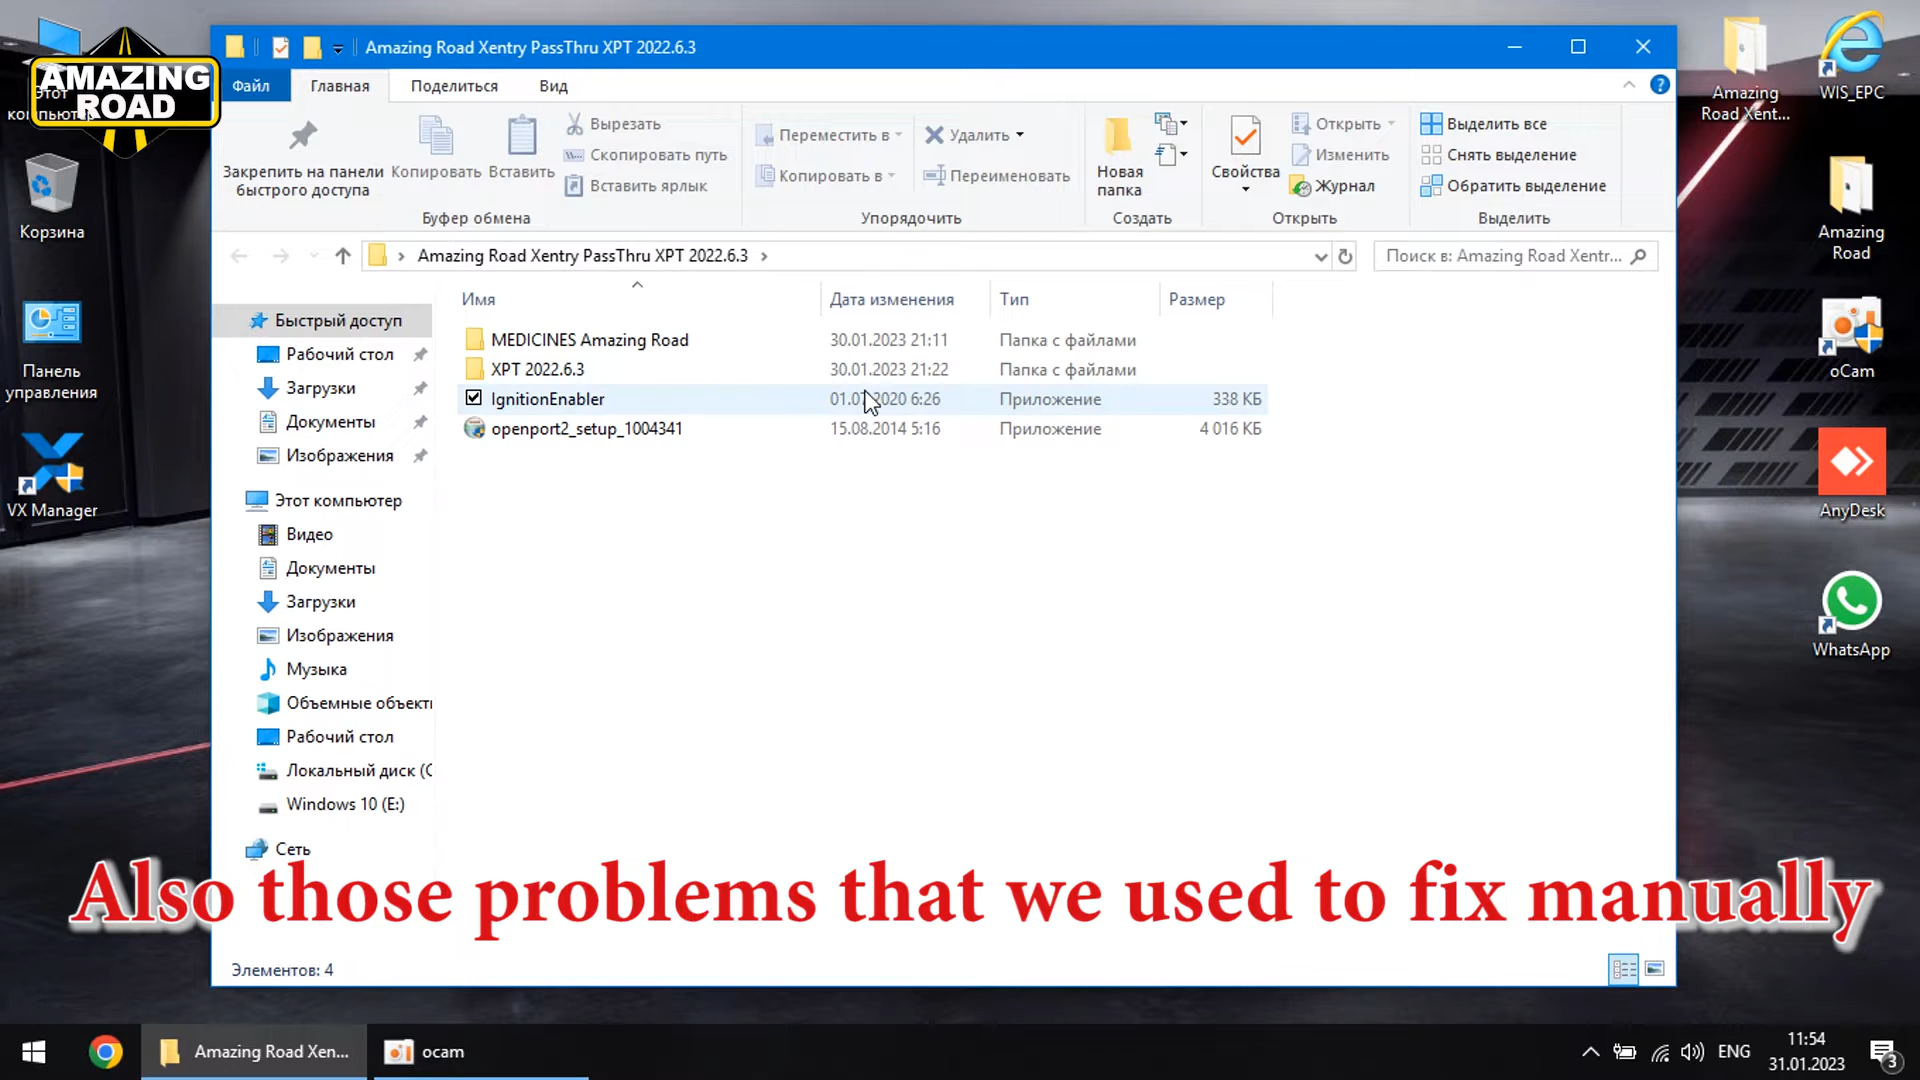 Amazing Road Xentry PassThru XPT 2022.6.3
Файл
Главная
Поделиться
Вид
Закрепить на панели
быстрого доступа
Копировать
Вставить
Вырезать
Скопировать путь
Вставить ярлык
Буфер обмена
Переместить в
Копировать в
Удалить
Переименовать
Упорядочить
Новая
папка
Создать
Свойства
Открыть
Изменить
Журнал
Открыть
Выделить все
Снять выделение
Обратить выделение
Выделить
Amazing Road Xentry PassThru XPT 2022.6.3
Поиск в: Amazing Road Xentr...
Имя
Дата изменения
Тип
Размер
MEDICINES Amazing Road 30.01.2023 21:11 Папка с файлами
XPT 2022.6.3 30.01.2023 21:22 Папка с файлами
IgnitionEnabler 2020 6:26 Приложение 338 КБ
openport2_setup_1004341 15.08.2014 5:16 Приложение 4 016 КБ
Быстрый доступ
Рабочий стол
Загрузки
Документы
Изображения
Этот компьютер
Видео
Документы
Загрузки
Изображения
Музыка
Объемные объект
Рабочий стол
Локальный диск (
Windows 10 (E:)
Сеть
Элементов: 4
AMAZING
ROAD
Этот
Корзина
Панель
управления
VX Manager
Amazing
Road Xent...
WIS_EPC
Amazing
Road
oCam
AnyDesk
WhatsApp
Also those problems that we used to fix manually
Amazing Road Xen...
ocam
ENG
11:54
31.01.2023
3